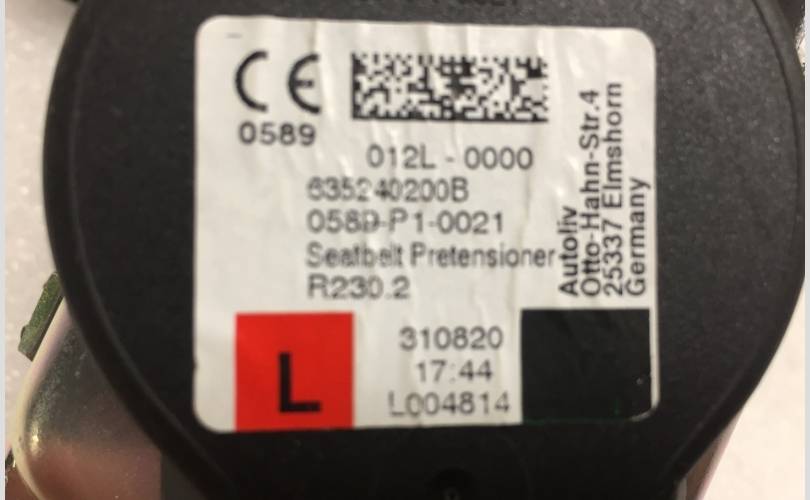 CE
0589
012L - 0000
635240200B
0589-P1-0021
Seatbelt Pretensioner
R230.2
Autoliv
Otto-Hahn-Str.4
25337 Elmshorn
Germany
L
310820
17:44
L004814